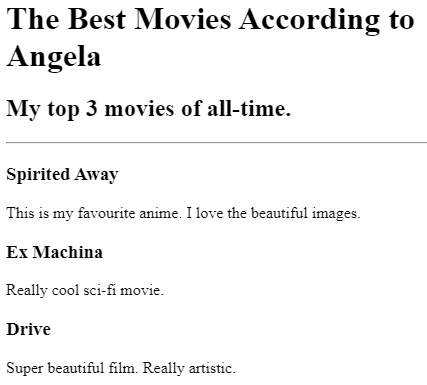 The Best Movies According to
Angela
My top 3 movies of all-time.
Spirited Away
This is my favourite anime. I love the beautiful images.
Ex Machina
Really cool sci-fi movie.
Drive
Super beautiful film. Really artistic.